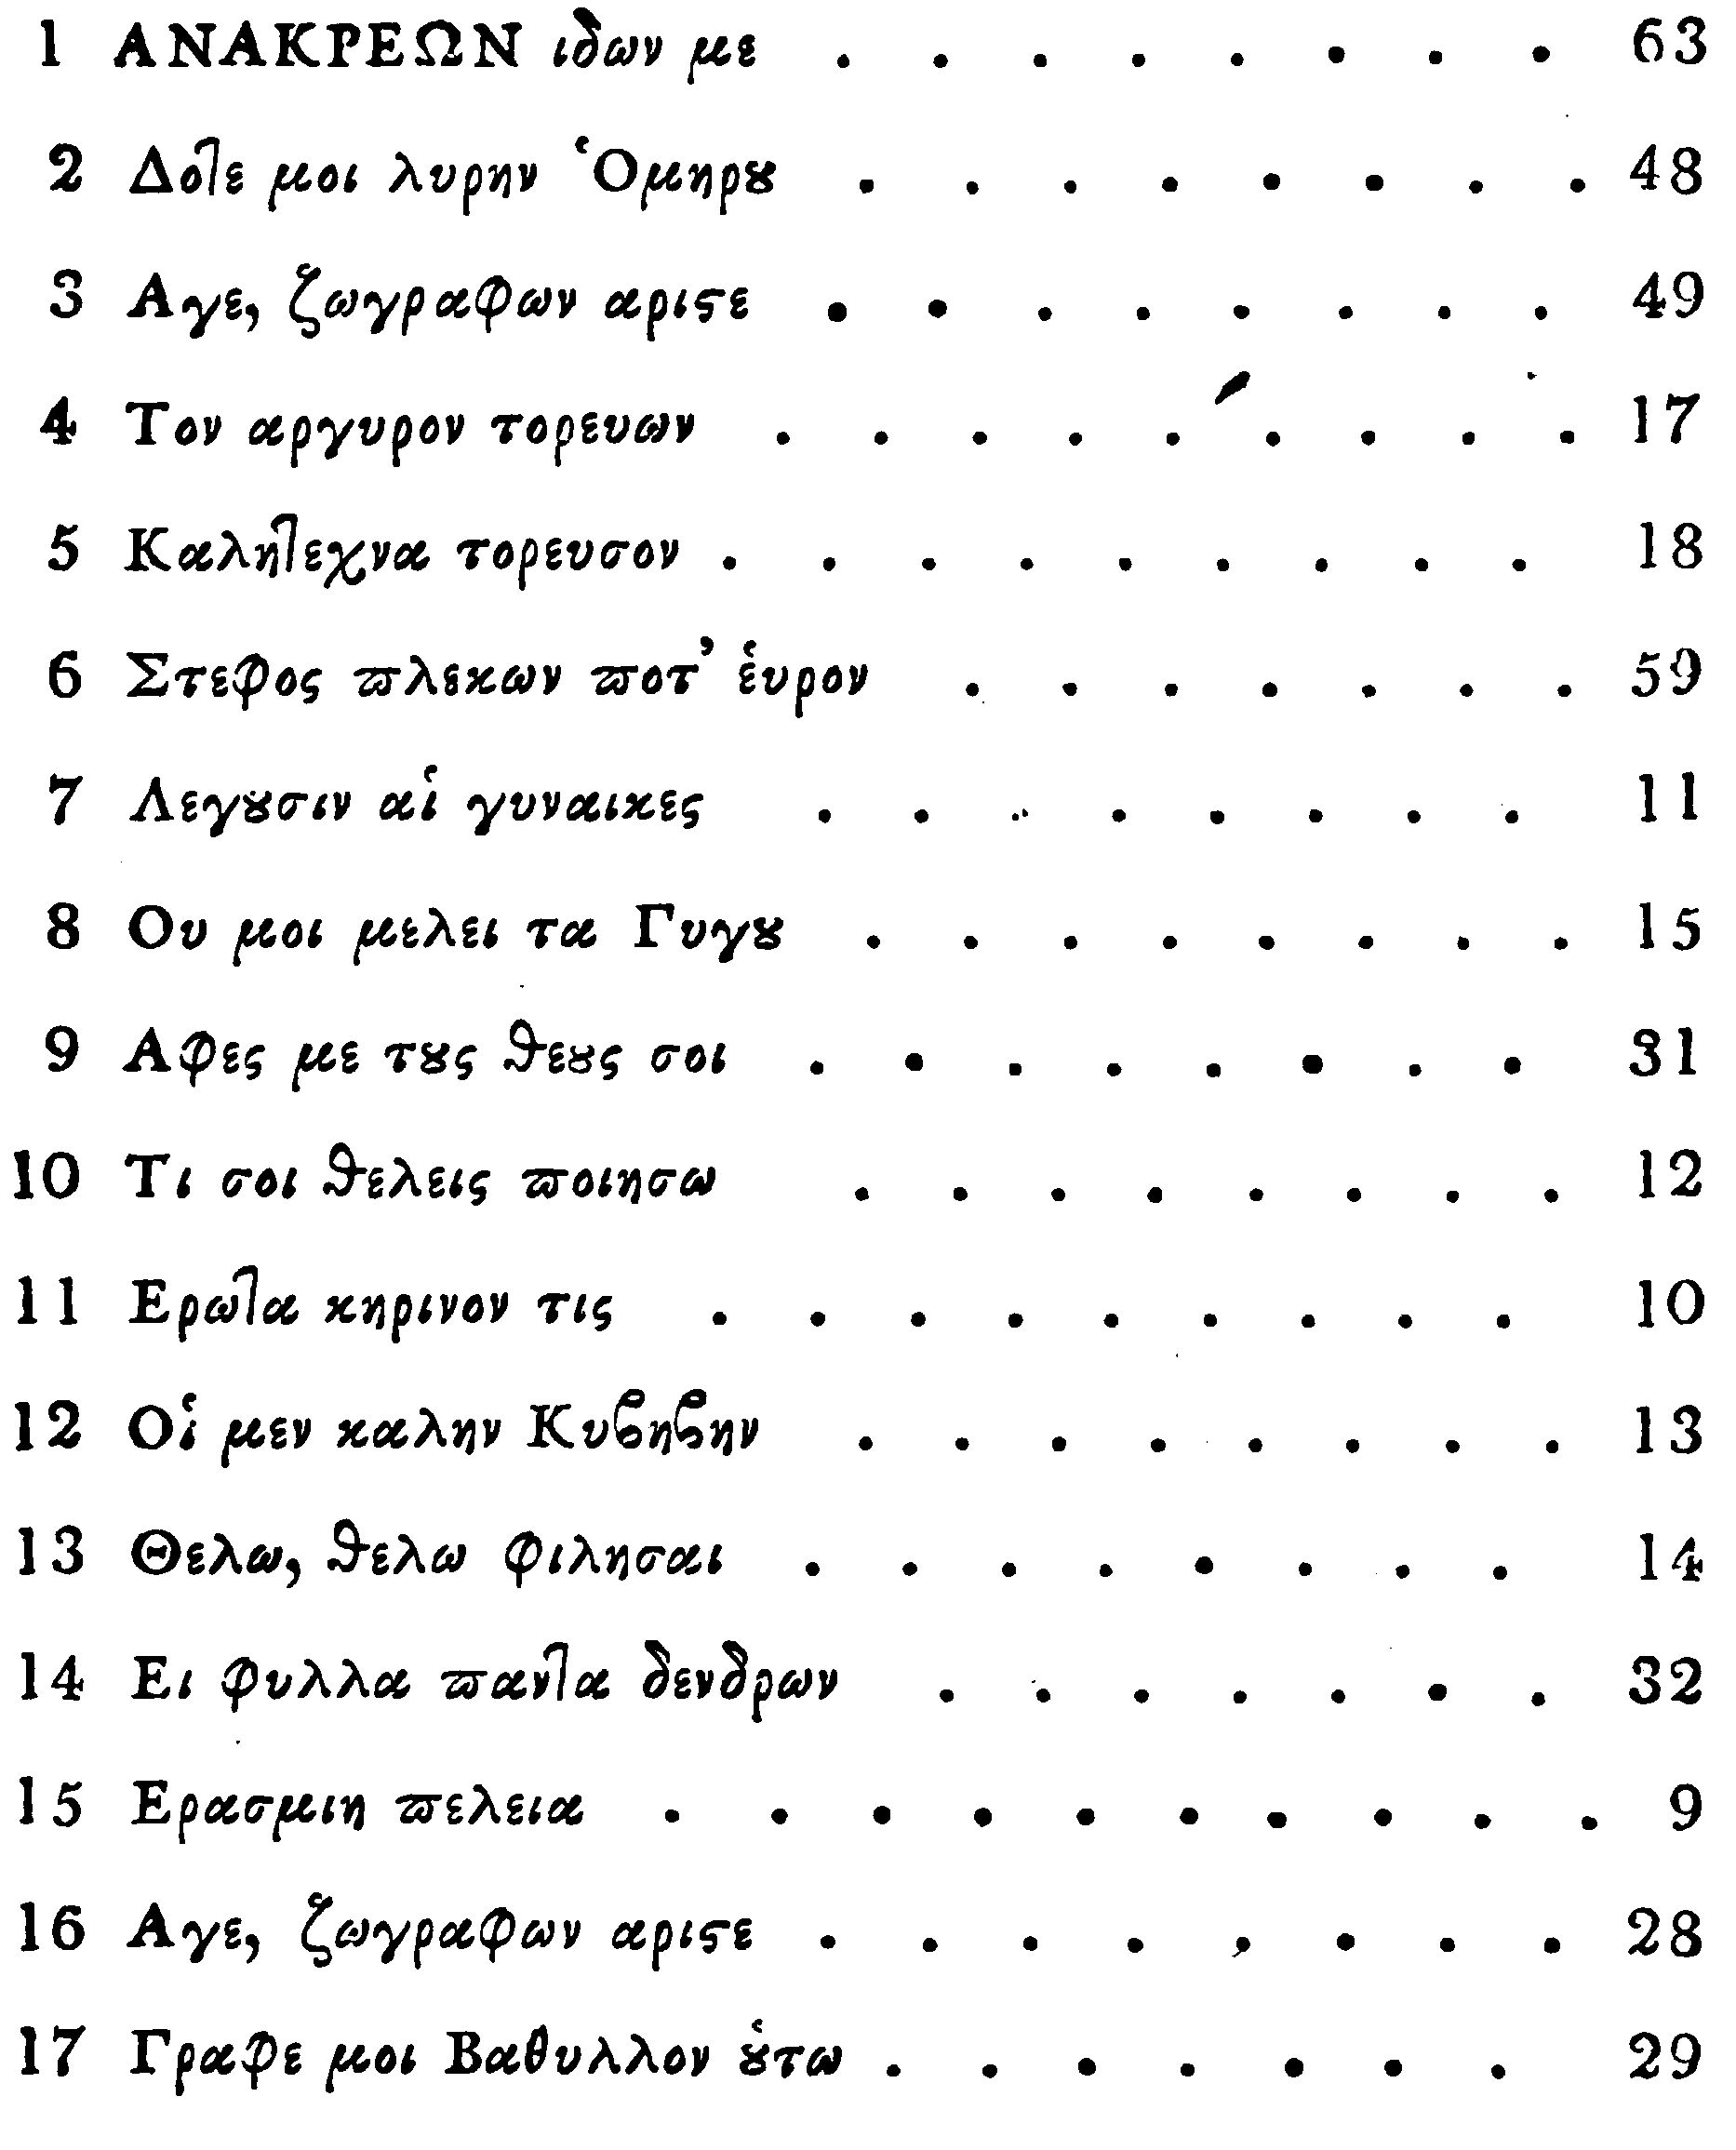 1 ΑΝΑΚΡΕΩΝ ιδων με . . . . . . . . 63
2 Δοτε μοι λυρην Ὁμηρȣ . . . . . . . . 48
3 Αγε, ζωγραφων αριϛε . . . . . . . . 49
4 Τον αργυρον τορευων . . . . . . . . . 17
5 Καλητεχνα τορευσον . . . . . . . . . 18
6 Στεφος ϖλεκων ϖοτ’ ἑυρον . . . . . . . 59
7 Λεγȣσιν αἱ γυναικες . . . . . . . . 11
8 Ου μοι μελει τα Γυγȣ . . . . . . . . 15
9 Αφες με τȣς ϑεȣς σοι . . . . . . . . 31
10 Τι σοι ϑελεις ϖοιησω . . . . . . . . 12
11 Ερωτα κηρινον τις . . . . . . . . . 10
12 Οἱ μεν καλην Κυϐηϐην . . . . . . . . 13
13 Θελω, ϑελω φιλησαι . . . . . . . . 14
14 Ει φυλλα ϖαντα δενδρων . . . . . . . 32
15 Ερασμιη ϖελεια . . . . . . . . . . 9
16 Αγε, ζωγραφων αριϛε . . . . . . . . 28
17 Γραφε μοι Βαθυλλον ȣ̔τω . . . . . . . 29